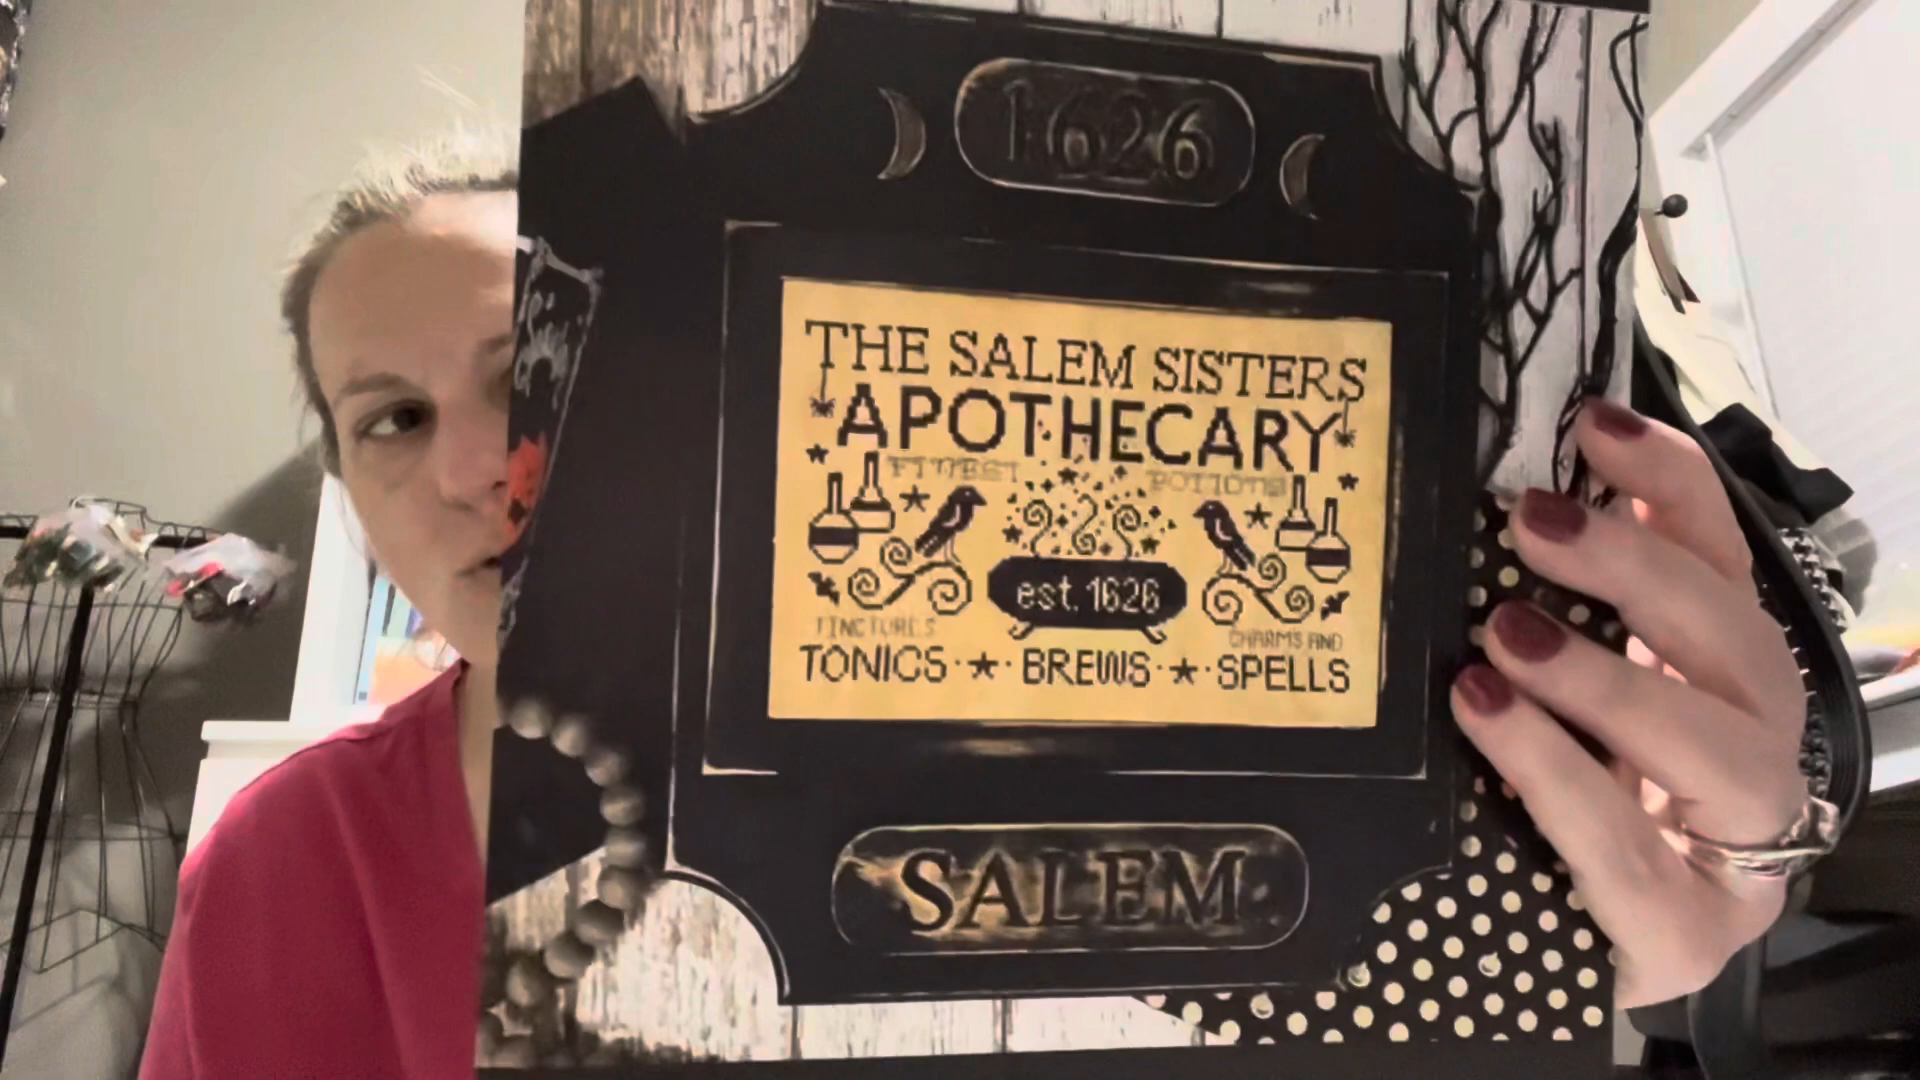 1626
THE SALEM SISTERS
APOTHECARY
FINEST POTIONS
est. 1626
TINCTURES CHARMS AND
TONICS · ★ · BREWS · ★ · SPELLS
SALEM